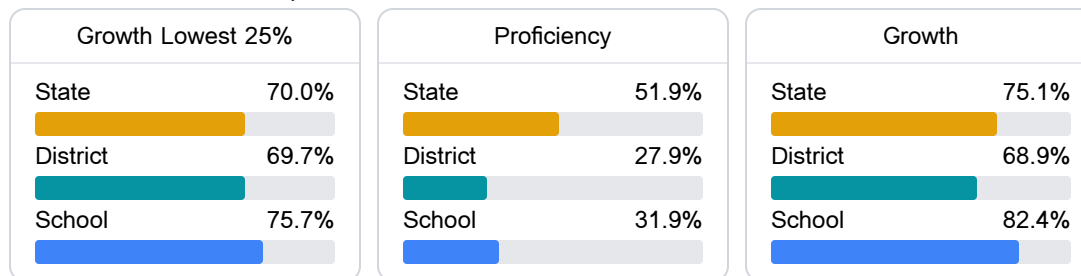 Growth Lowest 25%
State 70.0%
District 69.7%
School 75.7%
Proficiency
State 51.9%
District 27.9%
School 31.9%
Growth
State 75.1%
District 68.9%
School 82.4%